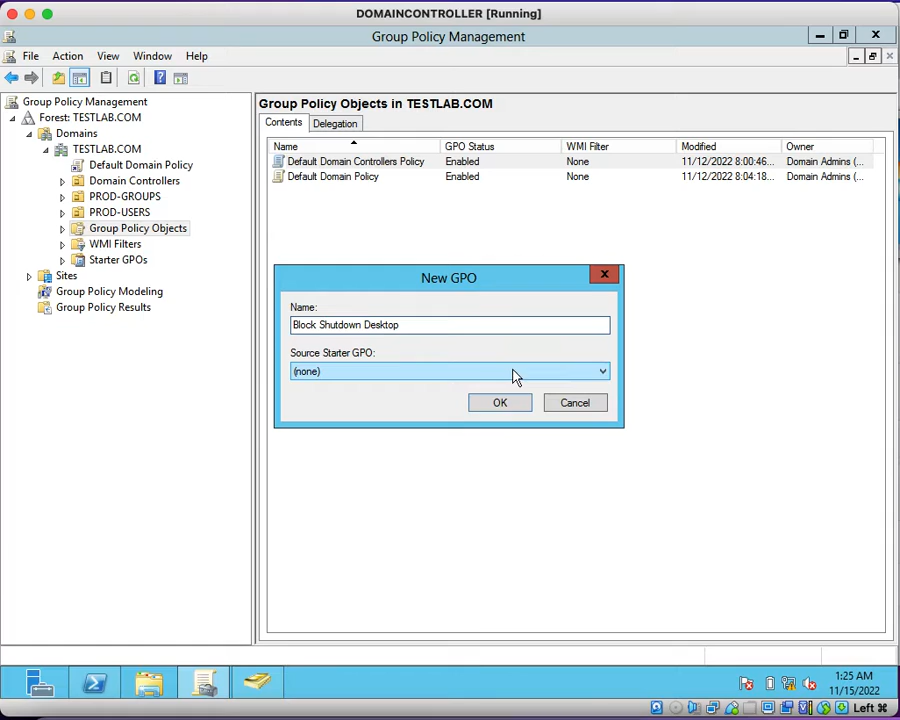 DOMAINCONTROLLER [Running]
Group Policy Management
File Action View Window Help
Group Policy Management
Forest: TESTLAB.COM
Domains
TESTLAB.COM
Default Domain Policy
Domain Controllers
PROD-GROUPS
PROD-USERS
Group Policy Objects
WMI Filters
Starter GPOs
Sites
Group Policy Modeling
Group Policy Results
Group Policy Objects in TESTLAB.COM
Contents Delegation
Name GPO Status WMI Filter Modified Owner
Default Domain Controllers Policy Enabled None 11/12/2022 8:00:46... Domain Admins (...
Default Domain Policy Enabled None 11/12/2022 8:04:18... Domain Admins (...
New GPO
Name:
Block Shutdown Desktop
Source Starter GPO:
(none)
OK Cancel
1:25 AM
11/15/2022
Left ⌘